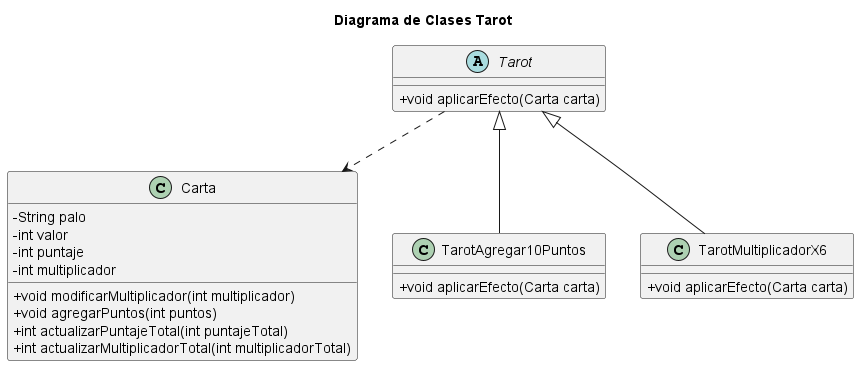 Diagrama de Clases Tarot
A Tarot
+void aplicarEfecto(Carta carta)
C Carta
-String palo
-int valor
-int puntaje
-int multiplicador
+void modificarMultiplicador(int multiplicador)
+void agregarPuntos(int puntos)
+int actualizarPuntajeTotal(int puntajeTotal)
+int actualizarMultiplicadorTotal(int multiplicadorTotal)
C TarotAgregar10Puntos
+void aplicarEfecto(Carta carta)
C TarotMultiplicadorX6
+void aplicarEfecto(Carta carta)